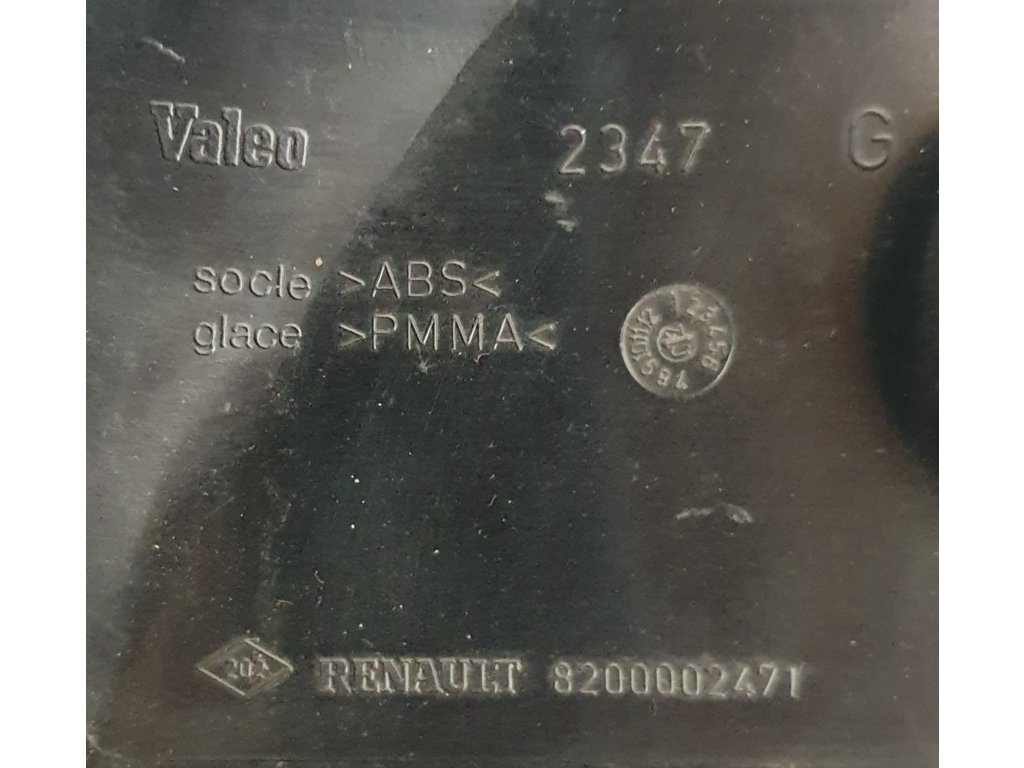 Valeo 2347 G
socle >ABS<
glace >PMMA<
RENAULT 8200002471